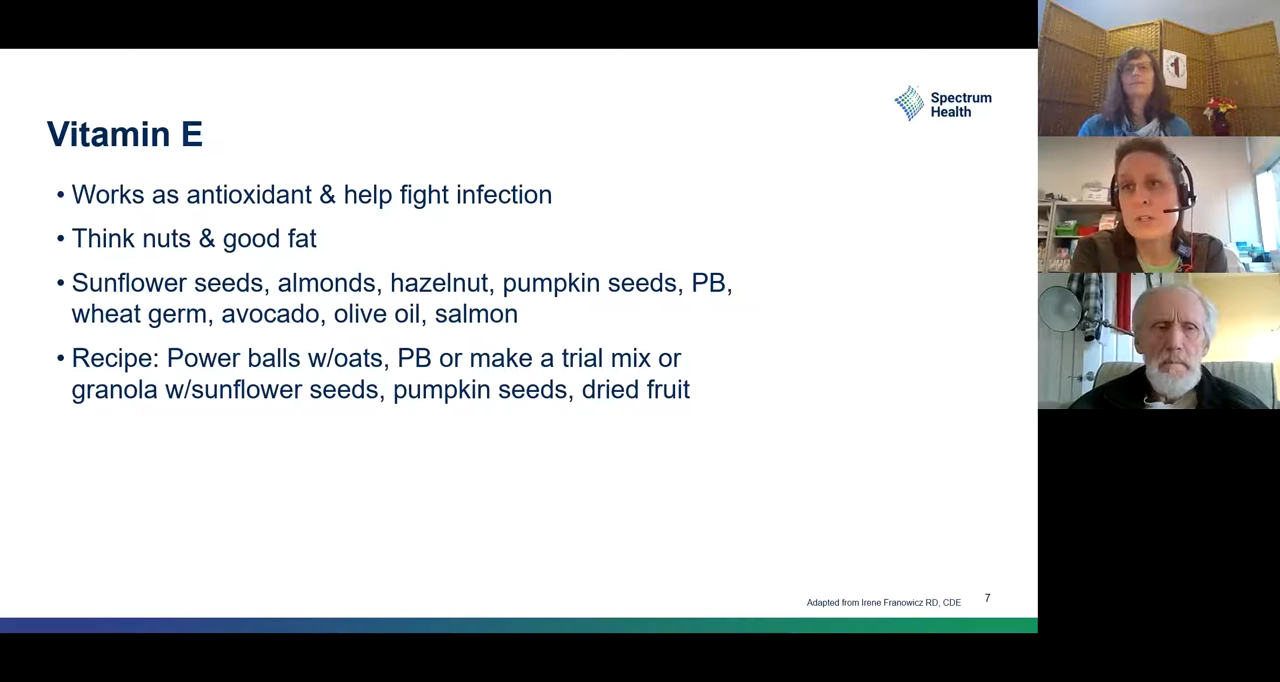 Spectrum
Health
Vitamin E
• Works as antioxidant & help fight infection
• Think nuts & good fat
• Sunflower seeds, almonds, hazelnut, pumpkin seeds, PB,
wheat germ, avocado, olive oil, salmon
• Recipe: Power balls w/oats, PB or make a trial mix or
granola w/sunflower seeds, pumpkin seeds, dried fruit
Adapted from Irene Franowicz RD, CDE
7